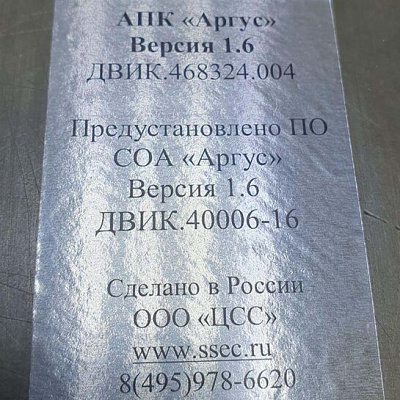 АПК «Аргус»
Версия 1.6
ДВИК.468324.004
Предустановлено ПО
СОА «Аргус»
Версия 1.6
ДВИК.40006-16
Сделано в России
ООО «ЦСС»
www.ssec.ru
8(495)978-6620